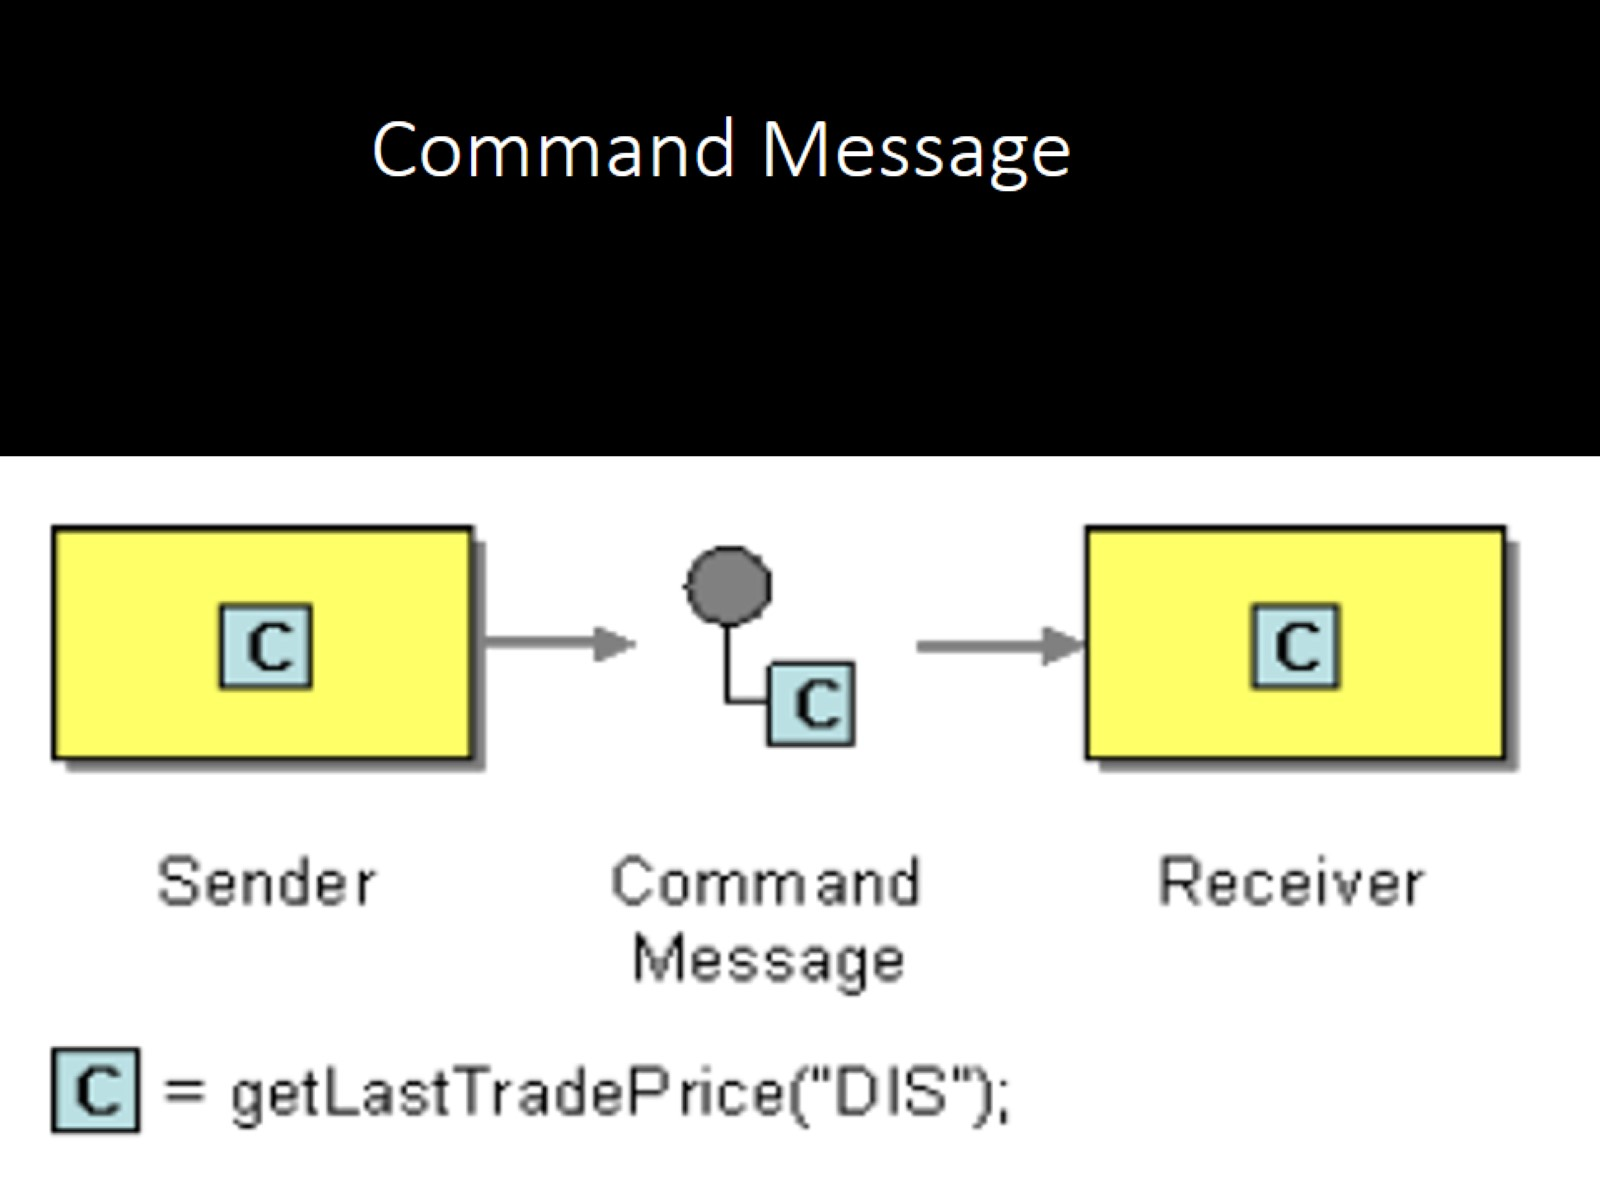 Command Message
C
C
C
Sender
Command
Message
Receiver
C = getLastTradePrice("DIS");